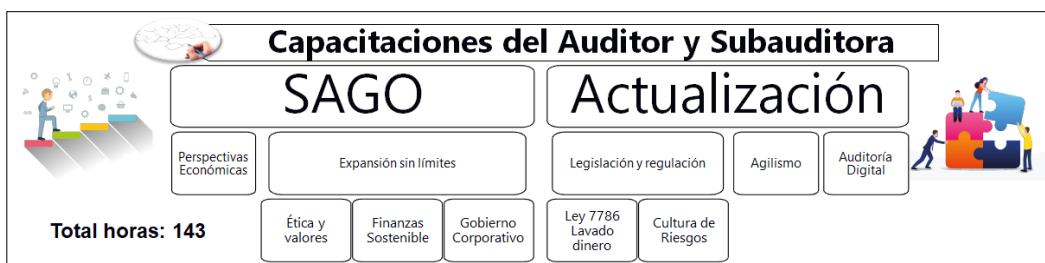 Capacitaciones del Auditor y Subauditora
SAGO
Actualización
Perspectivas
Económicas
Expansión sin límites
Legislación y regulación
Agilismo
Auditoría
Digital
Ética y
valores
Finanzas
Sostenible
Gobierno
Corporativo
Ley 7786
Lavado
dinero
Cultura de
Riesgos
Total horas: 143